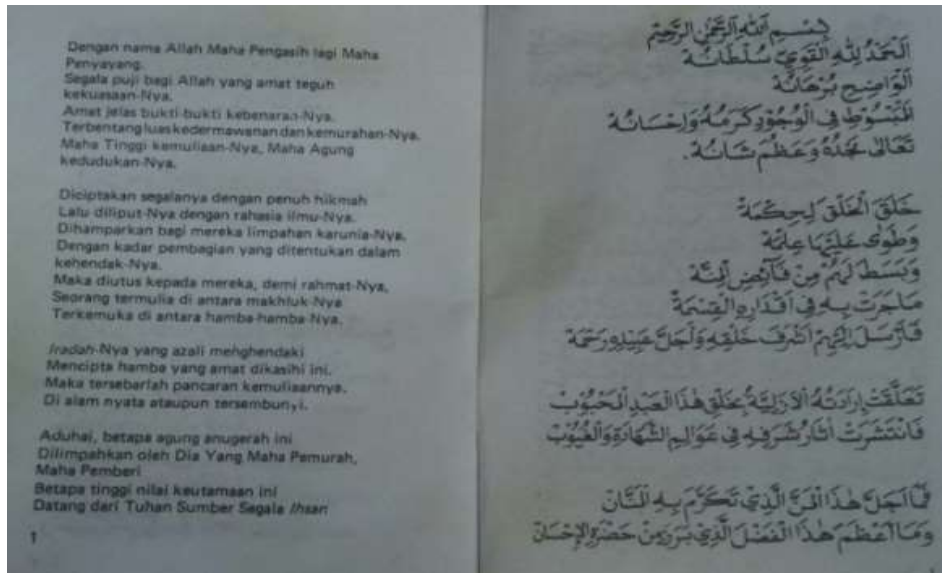 Dengan nama Allah Maha Pengasih lagi Maha
Penyayang.
Segala puji bagi Allah yang amat teguh
kekuasaan-Nya.
Amat jelas bukti-bukti kebenaran-Nya.
Terbentang luas kedermawanan dan kemurahan-Nya.
Maha Tinggi kemuliaan-Nya, Maha Agung
kedudukan-Nya.
Diciptakan segalanya dengan penuh hikmah
Lalu diliput-Nya dengan rahasia ilmu-Nya.
Dihamparkan bagi mereka limpahan karunia-Nya,
Dengan kadar pembagian yang ditentukan dalam
kehendak-Nya.
Maka diutus kepada mereka, demi rahmat-Nya,
Seorang termulia di antara makhluk-Nya
Terkemuka di antara hamba-hamba-Nya.
Iradah-Nya yang azali menghendaki
Mencipta hamba yang amat dikasihi ini.
Maka tersebarlah pancaran kemuliaannya.
Di alam nyata ataupun tersembunyi.
Aduhai, betapa agung anugerah ini
Dilimpahkan oleh Dia Yang Maha Pemurah,
Maha Pemberi
Betapa tinggi nilai keutamaan ini
Datang dari Tuhan Sumber Segala Ihsan
1
بِسْمِ اللهِ الرَّحْمٰنِ الرَّحِيْمِ
اَلْحَمْدُ لِلّٰهِ الْقَوِيِّ سُلْطَانُهُ
اَلْوَاضِحِ بُرْهَانُهُ
اَلْمَبْسُوْطِ فِى الْوُجُوْدِ كَرَمُهُ وَاِحْسَانُهُ
تَعَالٰى مَجْدُهُ وَعَظُمَ شَانُهُ.
خَلَقَ الْخَلْقَ لِحِكْمَةْ
وَطَوٰى عَلَيْهَا عِلْمَهُ
وَبَسَطَ لَهُمْ مِنْ فَآئِضِ الْمِنَّةْ
مَاجَرَتْ بِهِ فِى اَقْدَارِهِ الْقِسْمَةْ
فَأَرْسَلَ اِلَيْهِمْ اَشْرَفَ خَلْقِهِ وَاَجَلَّ عَبِيْدِهِ رَحْمَةْ
تَعَلَّقَتْ اِرَادَتُهُ الْاَزَلِيَّةُ بِخَلْقِ هٰذَا الْعَبْدِ الْمَحْبُوْبْ
فَانْتَشَرَتْ اٰثَارُ شَرَفِهِ فِى عَوَالِمِ الشَّهَادَةِ وَالْغُيُوْبْ
فَمَا اَجَلَّ هٰذَا الْمَنَّ الَّذِيْ تَكَرَّمَ بِهِ الْمَنَّانْ
وَمَا اَعْظَمَ هٰذَا الْفَضْلَ الَّذِيْ بَرَزَ مِنْ حَضْرَةِ الْاِحْسَانْ